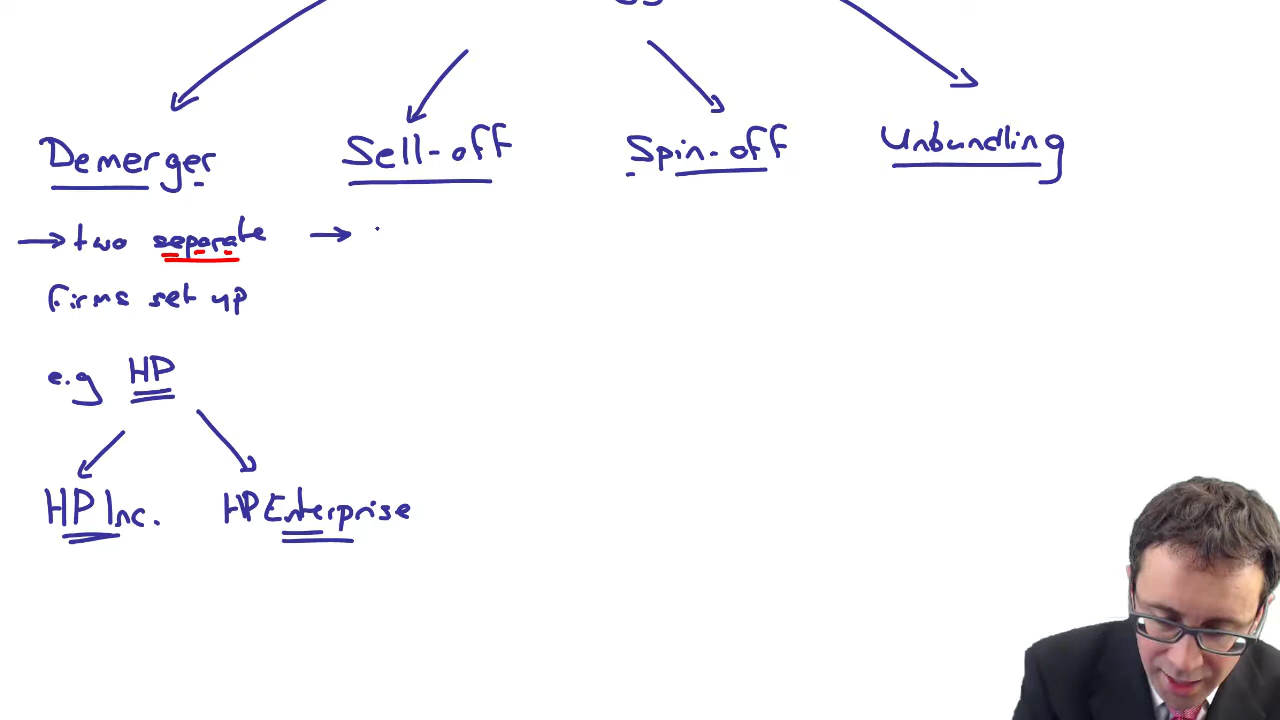 Demerger
Sell-off
Spin-off
Unbundling
→ two separate
→
firms set up
e.g HP
HP Inc.
HP Enterprise